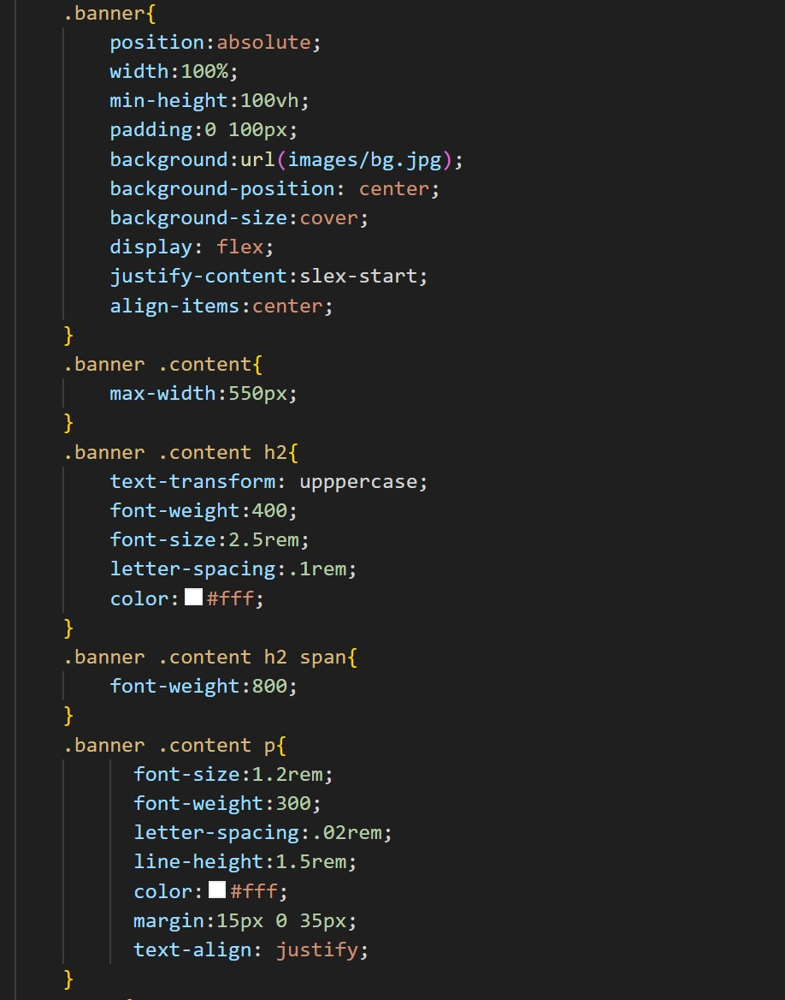 .banner{
position:absolute;
width:100%;
min-height:100vh;
padding:0 100px;
background:url(images/bg.jpg);
background-position: center;
background-size:cover;
display: flex;
justify-content:slex-start;
align-items:center;
}
.banner .content{
max-width:550px;
}
.banner .content h2{
text-transform: upppercase;
font-weight:400;
font-size:2.5rem;
letter-spacing:.1rem;
color:#fff;
}
.banner .content h2 span{
font-weight:800;
}
.banner .content p{
font-size:1.2rem;
font-weight:300;
letter-spacing:.02rem;
line-height:1.5rem;
color:#fff;
margin:15px 0 35px;
text-align: justify;
}